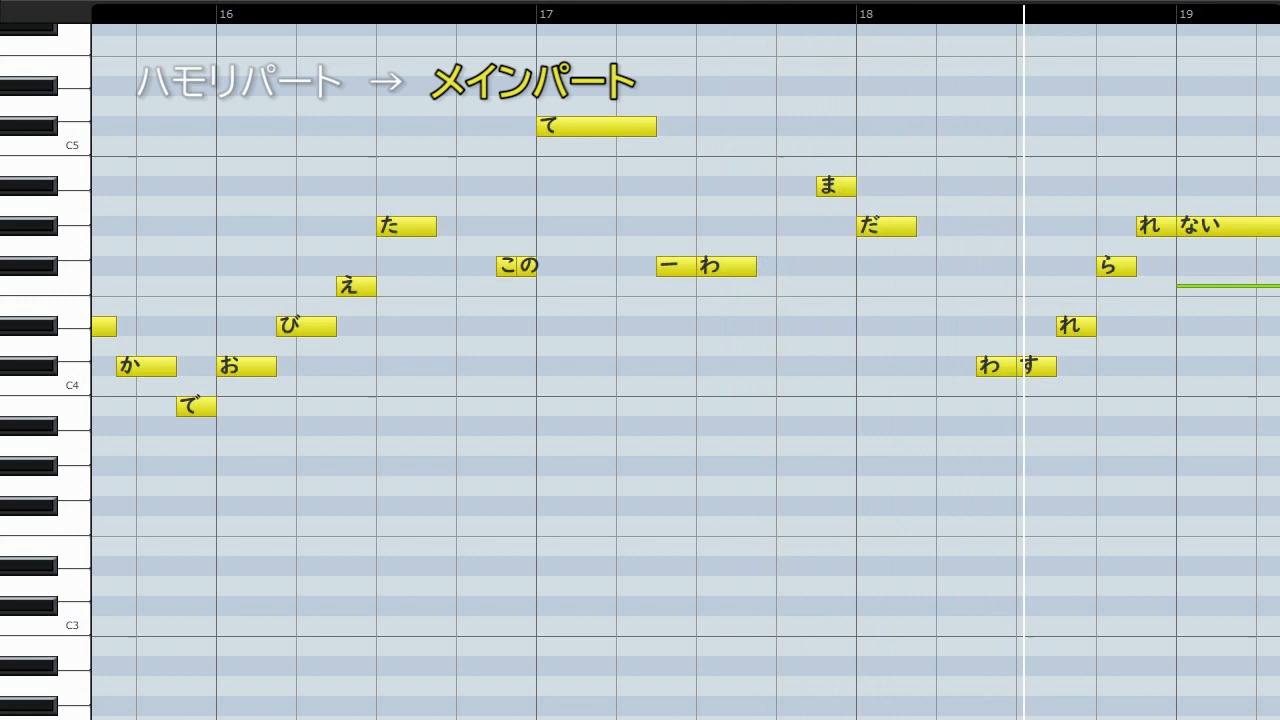 16 17 18 19
ハモリパート → メインパート
て
C5
ま
た だ れ ない
この ー わ ら
え
び れ
か お わ す
C4
で
C3